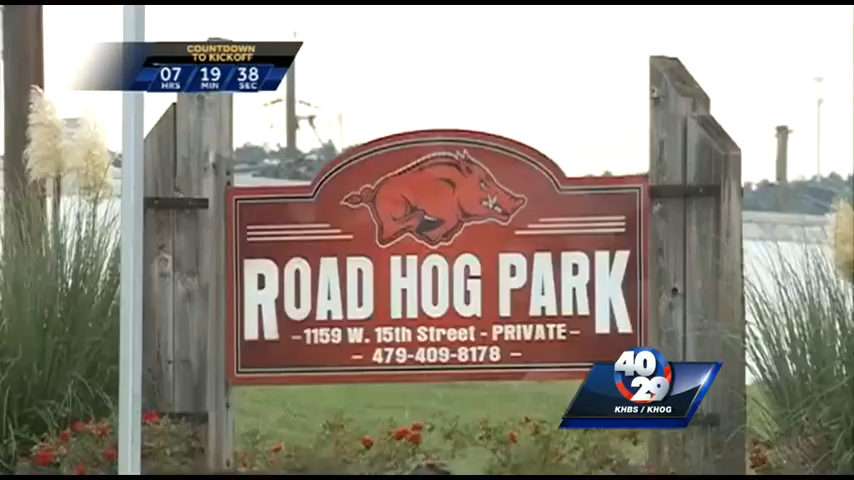 COUNTDOWN
TO KICKOFF
07 19 38
HRS MIN SEC
ROAD HOG PARK
-1159 W. 15th Street - PRIVATE -
- 479-409-8178 -
40
29
KHBS / KHOG